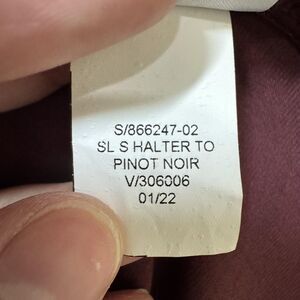 S/866247-02
SL S HALTER TO
PINOT NOIR
V/306006
01/22